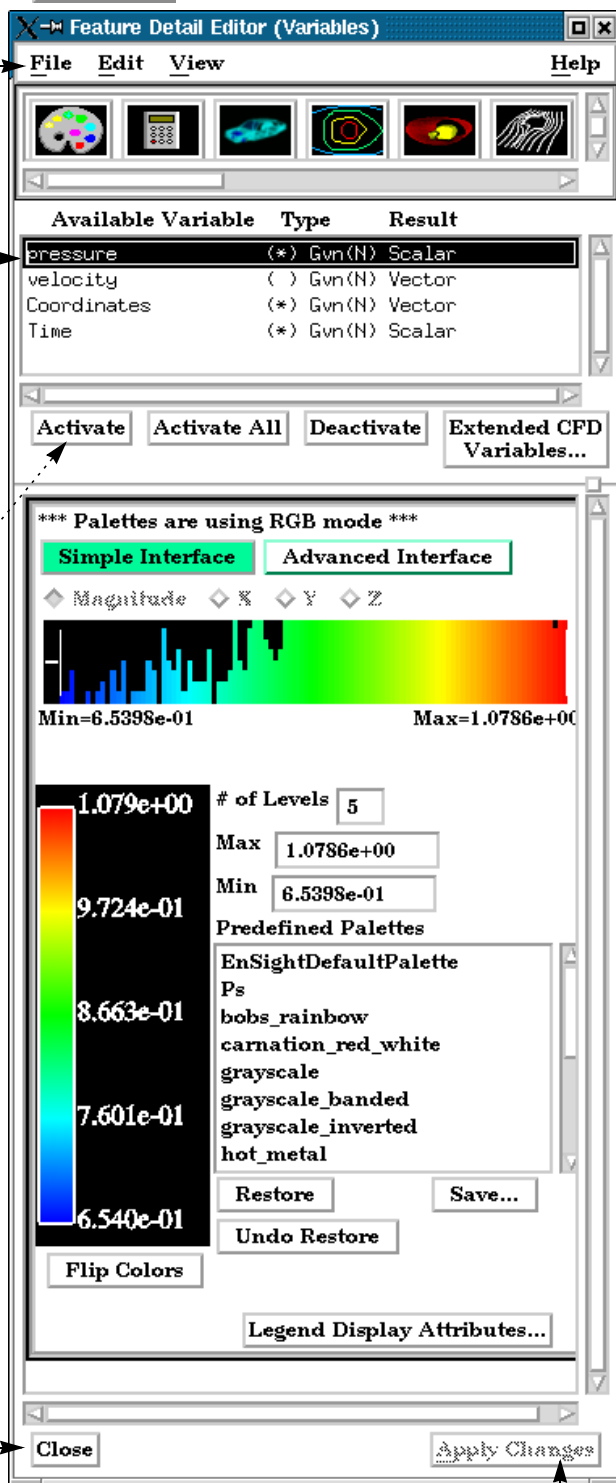 Feature Detail Editor (Variables)
File Edit View Help
Available Variable Type Result
pressure (*) Gvn(N) Scalar
velocity ( ) Gvn(N) Vector
Coordinates (*) Gvn(N) Vector
Time (*) Gvn(N) Scalar
Activate Activate All Deactivate Extended CFD
Variables...
*** Palettes are using RGB mode ***
Simple Interface Advanced Interface
Magnitude X Y Z
Min=6.5398e-01 Max=1.0786e+00
1.079e+00
9.724e-01
8.663e-01
7.601e-01
6.540e-01
# of Levels 5
Max 1.0786e+00
Min 6.5398e-01
Predefined Palettes
EnSightDefaultPalette
Ps
bobs_rainbow
carnation_red_white
grayscale
grayscale_banded
grayscale_inverted
hot_metal
Restore Save...
Undo Restore
Flip Colors
Legend Display Attributes...
Close Apply Changes